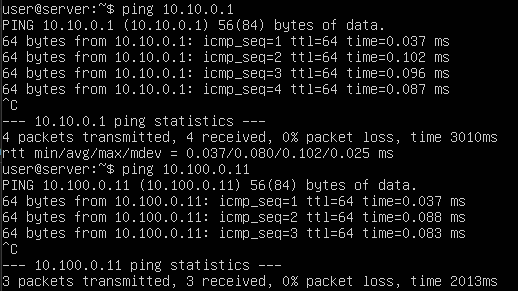 user@server:~$ ping 10.10.0.1
PING 10.10.0.1 (10.10.0.1) 56(84) bytes of data.
64 bytes from 10.10.0.1: icmp_seq=1 ttl=64 time=0.037 ms
64 bytes from 10.10.0.1: icmp_seq=2 ttl=64 time=0.102 ms
64 bytes from 10.10.0.1: icmp_seq=3 ttl=64 time=0.096 ms
64 bytes from 10.10.0.1: icmp_seq=4 ttl=64 time=0.087 ms
^C
--- 10.10.0.1 ping statistics ---
4 packets transmitted, 4 received, 0% packet loss, time 3010ms
rtt min/avg/max/mdev = 0.037/0.080/0.102/0.025 ms
user@server:~$ ping 10.100.0.11
PING 10.100.0.11 (10.100.0.11) 56(84) bytes of data.
64 bytes from 10.100.0.11: icmp_seq=1 ttl=64 time=0.037 ms
64 bytes from 10.100.0.11: icmp_seq=2 ttl=64 time=0.088 ms
64 bytes from 10.100.0.11: icmp_seq=3 ttl=64 time=0.083 ms
^C
--- 10.100.0.11 ping statistics ---
3 packets transmitted, 3 received, 0% packet loss, time 2013ms